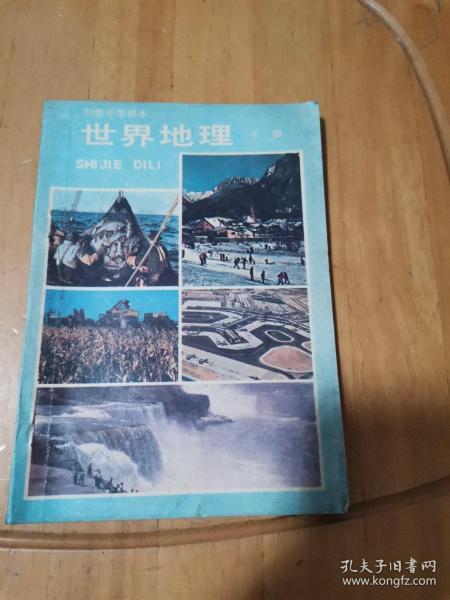 初级中学课本
世界地理 下册
SHIJIE DILI
孔夫子旧书网
www.kongfz.com